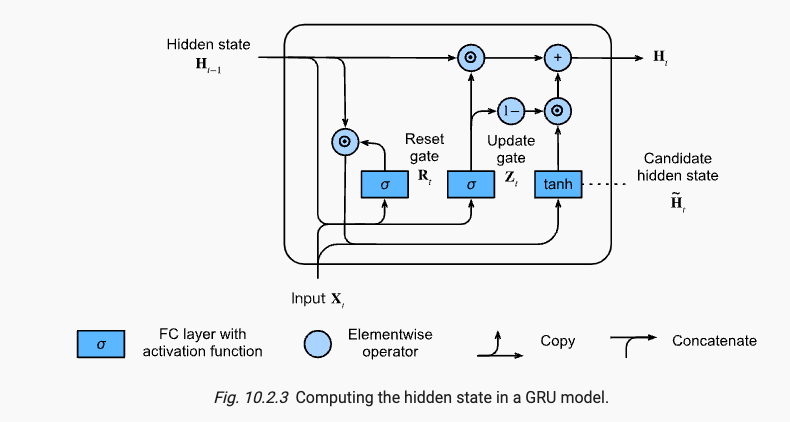 Hidden state
H_{t−1}
H_t
+
1−
Reset
gate
R_t
Update
gate
Z_t
σ
σ
tanh
Candidate
hidden state
H̃_t
Input X_t
σ
FC layer with
activation function
Elementwise
operator
Copy
Concatenate
Fig. 10.2.3 Computing the hidden state in a GRU model.